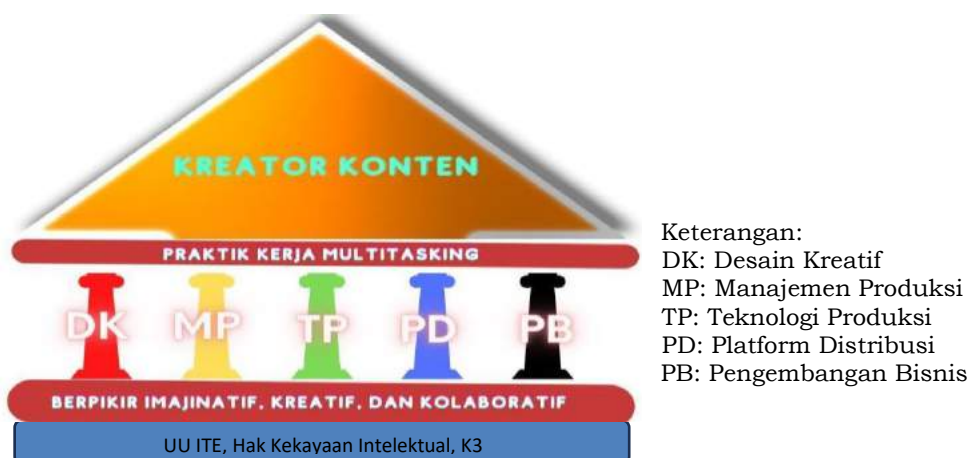 KREATOR KONTEN
PRAKTIK KERJA MULTITASKING
DK MP TP PD PB
BERPIKIR IMAJINATIF, KREATIF, DAN KOLABORATIF
UU ITE, Hak Kekayaan Intelektual, K3
Keterangan:
DK: Desain Kreatif
MP: Manajemen Produksi
TP: Teknologi Produksi
PD: Platform Distribusi
PB: Pengembangan Bisnis